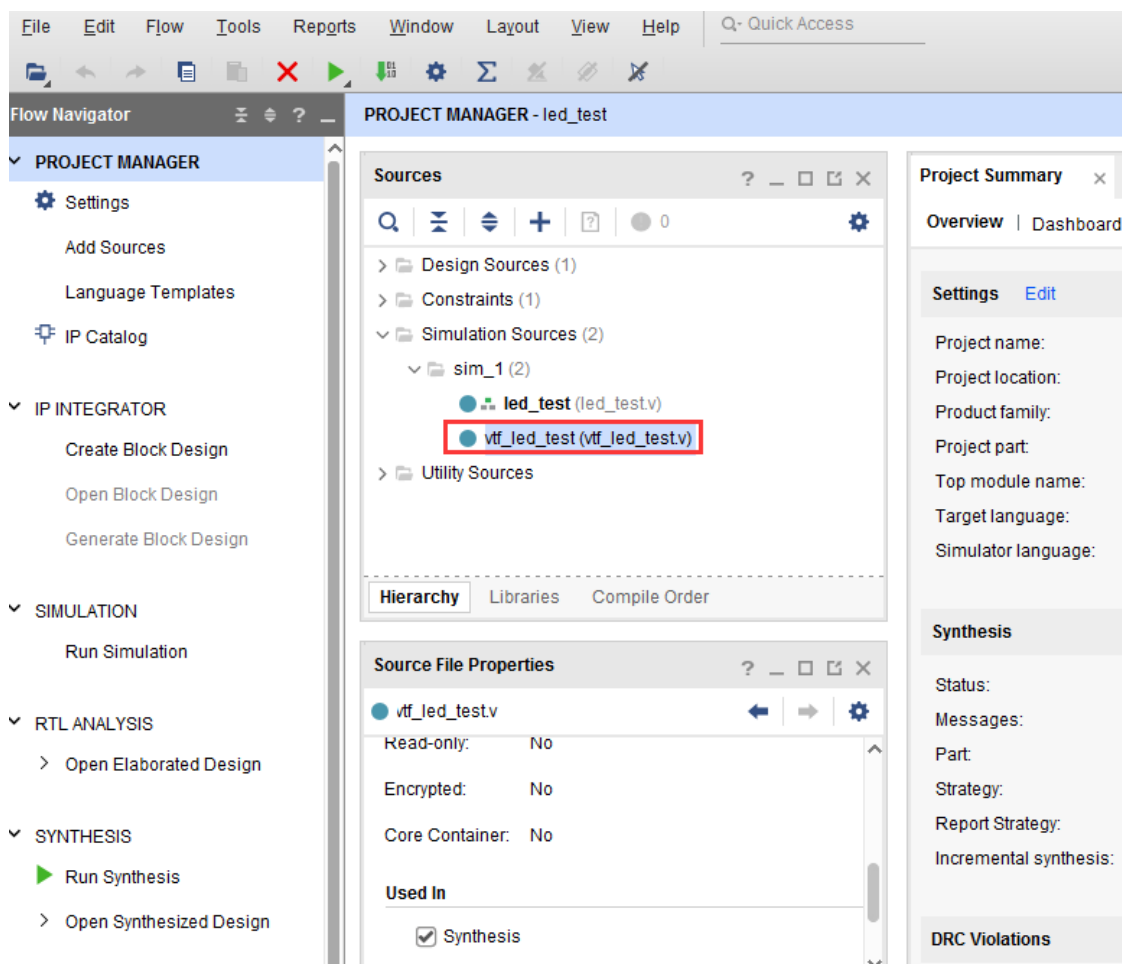 File Edit Flow Tools Reports Window Layout View Help Quick Access
Flow Navigator
PROJECT MANAGER
Settings
Add Sources
Language Templates
IP Catalog
IP INTEGRATOR
Create Block Design
Open Block Design
Generate Block Design
SIMULATION
Run Simulation
RTL ANALYSIS
Open Elaborated Design
SYNTHESIS
Run Synthesis
Open Synthesized Design
PROJECT MANAGER - led_test
Sources
0
Design Sources (1)
Constraints (1)
Simulation Sources (2)
sim_1 (2)
led_test (led_test.v)
vtf_led_test (vtf_led_test.v)
Utility Sources
Hierarchy Libraries Compile Order
Source File Properties
vtf_led_test.v
Read-only: No
Encrypted: No
Core Container: No
Used In
Synthesis
Project Summary
Overview | Dashboard
Settings Edit
Project name:
Project location:
Product family:
Project part:
Top module name:
Target language:
Simulator language:
Synthesis
Status:
Messages:
Part:
Strategy:
Report Strategy:
Incremental synthesis:
DRC Violations